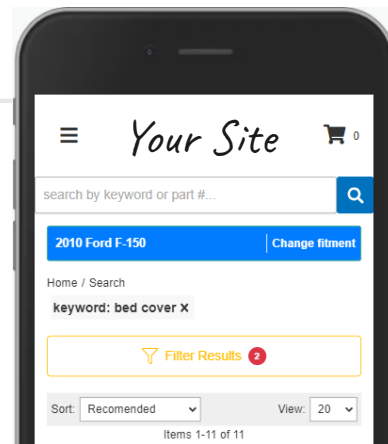 Your Site
0
search by keyword or part #...
2010 Ford F-150 Change fitment
Home / Search
keyword: bed cover X
Filter Results 2
Sort: Recomended View: 20
Items 1-11 of 11